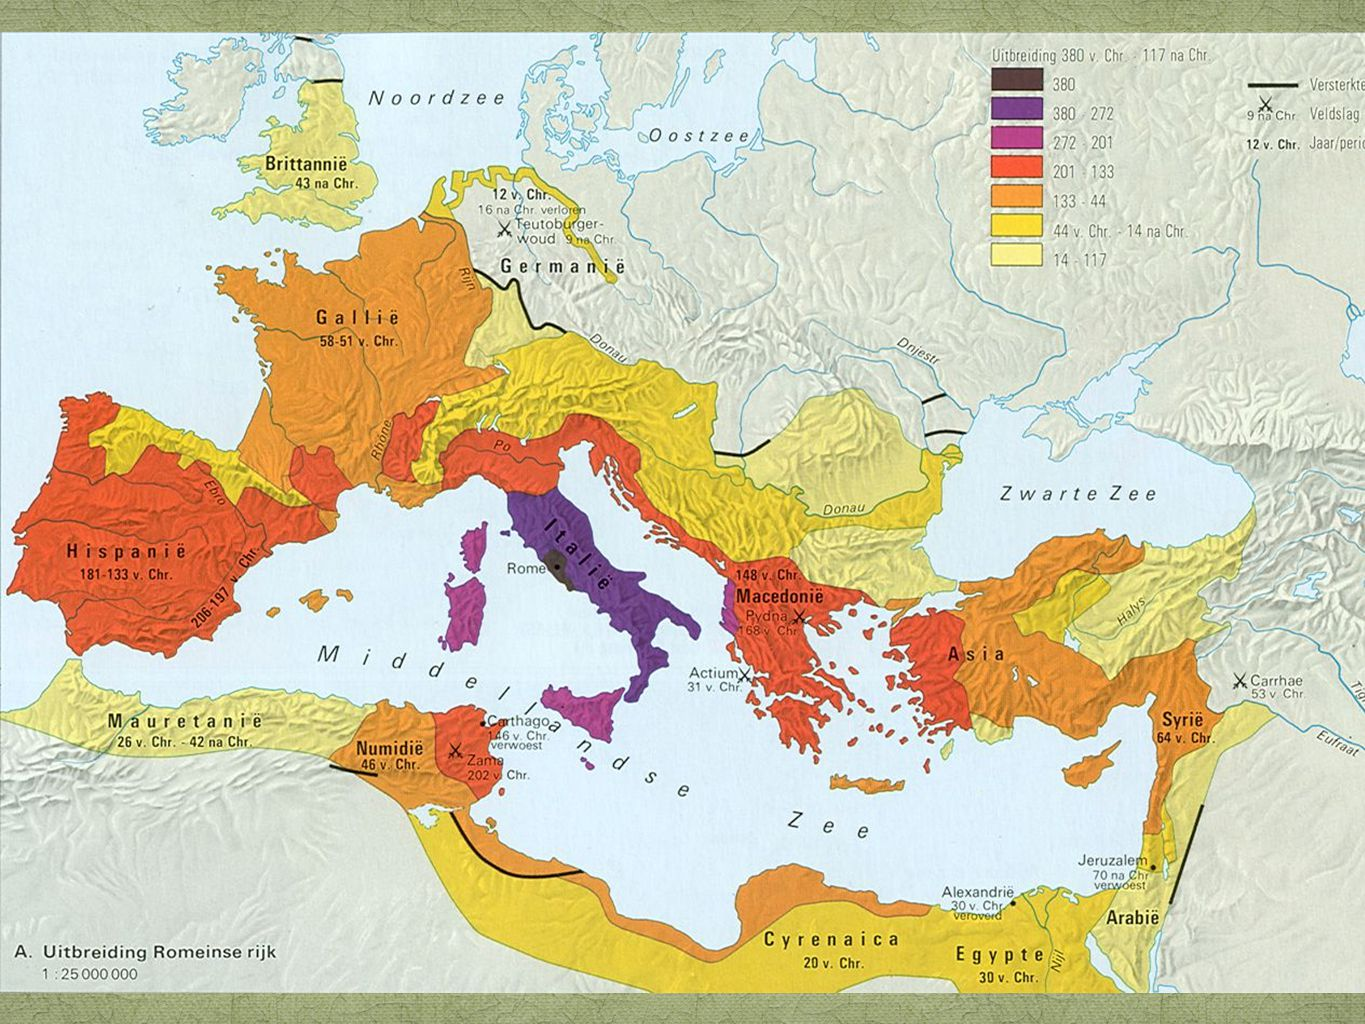 Uitbreiding 380 v. Chr. - 117 na Chr.
380
380 - 272
272 - 201
201 - 133
133 - 44
44 v. Chr. - 14 na Chr.
14 - 117
Versterkte
9 na Chr. Veldslag
12 v. Chr. Jaar/peri
Noordzee
Oostzee
Brittannië
43 na Chr.
12 v. Chr.
16 na Chr. verloren
Teutoburger-
woud 9 na Chr.
Germanië
Rijn
Gallië
58-51 v. Chr.
Donau
Dnjestr
Rhône
Po
Ebro
Donau
Zwarte Zee
Hispanië
181-133 v. Chr.
206-197 v. Chr.
Italië
Rome
148 v. Chr.
Macedonië
Pydna
168 v. Chr.
Halys
Asia
Actium
31 v. Chr.
Carrhae
53 v. Chr.
Tigr
Eufraat
Syrië
64 v. Chr.
Middellandse Zee
Mauretanië
26 v. Chr. - 42 na Chr.
Numidië
46 v. Chr.
Carthago
146 v. Chr.
verwoest
Zama
202 v. Chr.
Jeruzalem
70 na Chr
verwoest
Alexandrië
30 v. Chr.
veroverd
Arabië
Cyrenaica
20 v. Chr.
Egypte
30 v. Chr.
Nijl
A. Uitbreiding Romeinse rijk
1 : 25 000 000